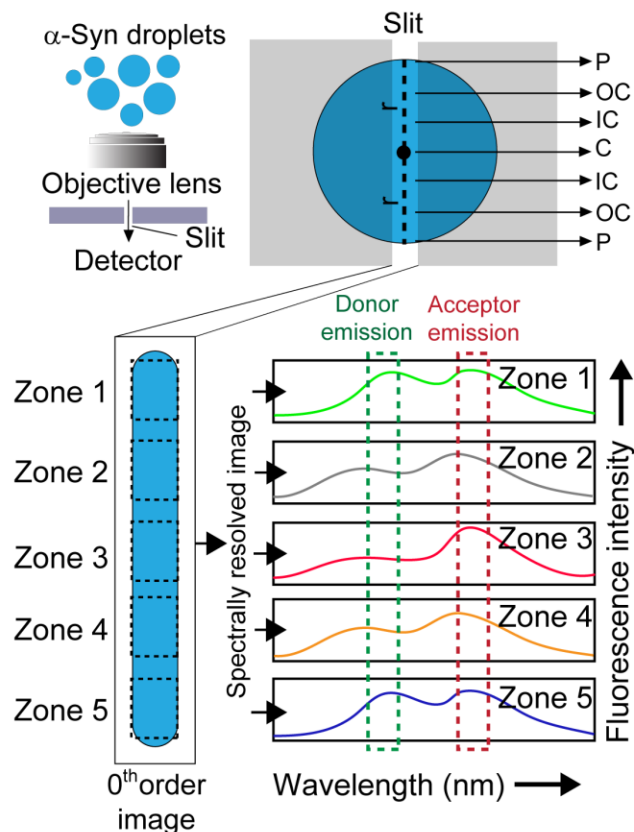 α-Syn droplets
Objective lens
Slit
Detector
Slit
r
r
P
OC
IC
C
IC
OC
P
Donor
emission
Acceptor
emission
Zone 1
Zone 2
Zone 3
Zone 4
Zone 5
0th order
image
Spectrally resolved image
Zone 1
Zone 2
Zone 3
Zone 4
Zone 5
Fluorescence intensity
Wavelength (nm)